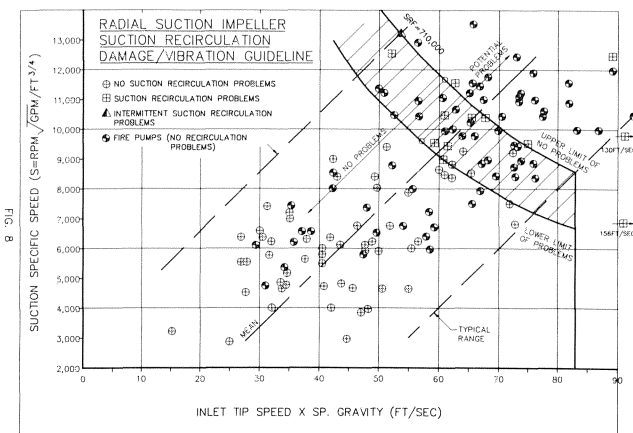 RADIAL SUCTION IMPELLER
SUCTION RECIRCULATION
DAMAGE/VIBRATION GUIDELINE
NO SUCTION RECIRCULATION PROBLEMS
SUCTION RECIRCULATION PROBLEMS
INTERMITTENT SUCTION RECIRCULATION
PROBLEMS
FIRE PUMPS (NO RECIRCULATION
PROBLEMS)
SRF=710,000
POTENTIAL
PROBLEMS
NO PROBLEMS
UPPER LIMIT OF
NO PROBLEMS
LOWER LIMIT
OF PROBLEMS
130FT/SEC
156FT/SEC
MEAN
TYPICAL
RANGE
13,000
12,000
11,000
10,000
9,000
8,000
7,000
6,000
5,000
4,000
3,000
2,000
0 10 20 30 40 50 60 70 80 90
SUCTION SPECIFIC SPEED (S=RPM√GPM/FT 3/4)
INLET TIP SPEED X SP. GRAVITY (FT/SEC)
FIG. 8